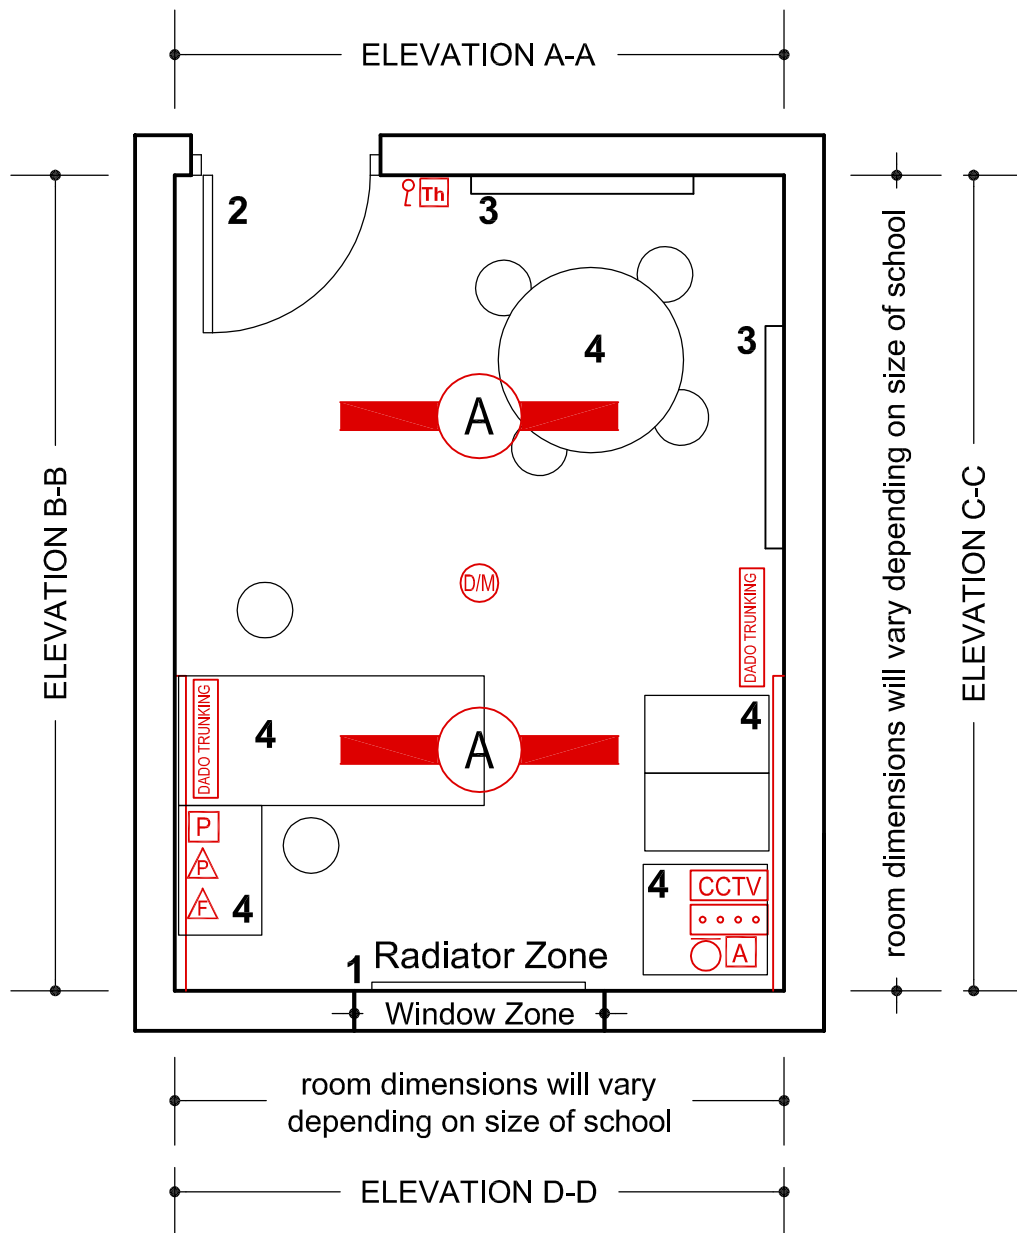 ELEVATION A-A
2
Th
3
ELEVATION B-B
4
3
A
room dimensions will vary depending on size of school
ELEVATION C-C
D/M
DADO TRUNKING
DADO TRUNKING
4
A
4
P
P
F
4
4
CCTV
A
1
Radiator Zone
Window Zone
room dimensions will vary
depending on size of school
ELEVATION D-D